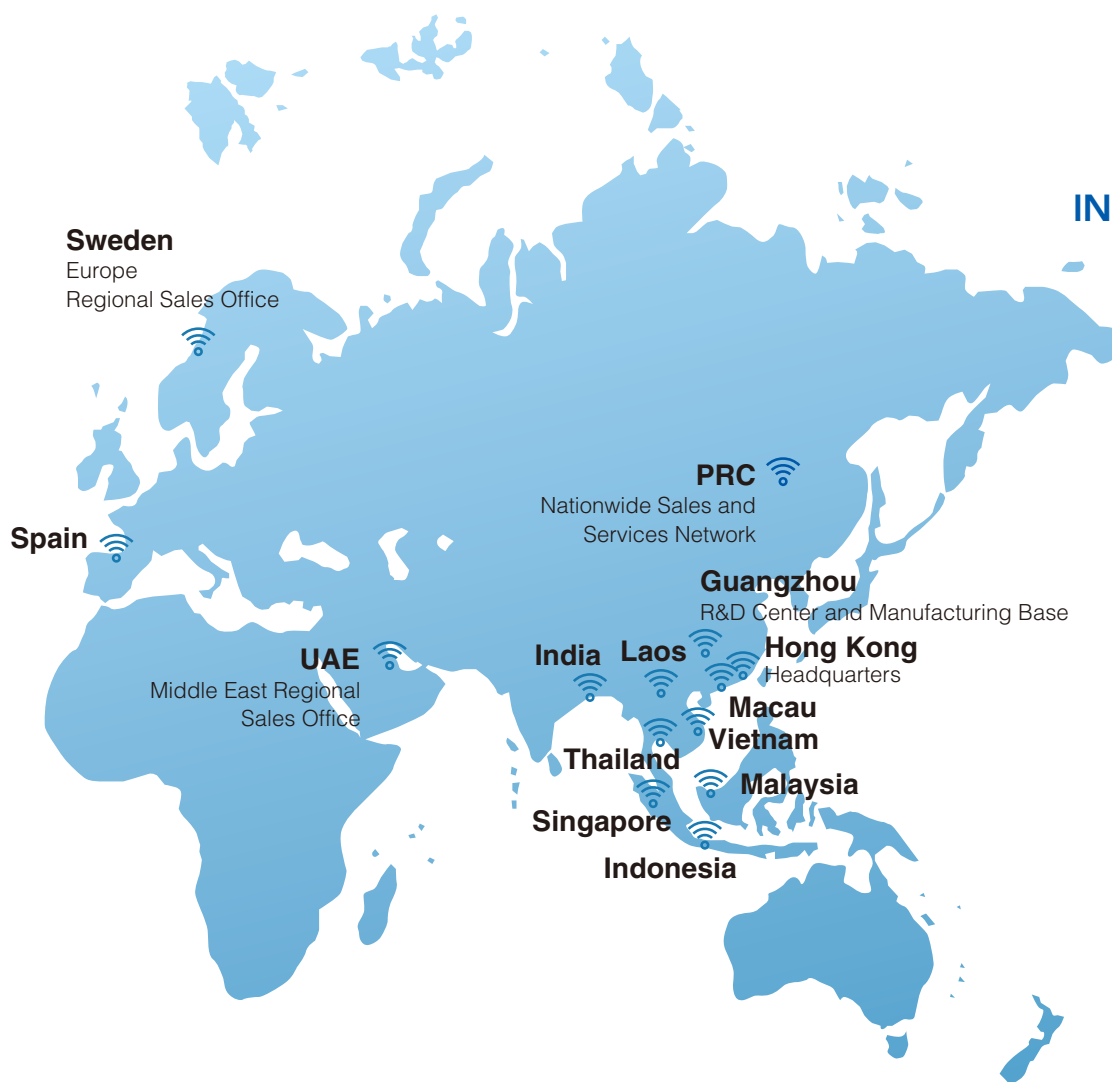 IN
Sweden
Europe
Regional Sales Office
PRC
Nationwide Sales and
Services Network
Spain
Guangzhou
R&D Center and Manufacturing Base
UAE
Middle East Regional
Sales Office
India
Laos
Hong Kong
Headquarters
Macau
Vietnam
Thailand
Malaysia
Singapore
Indonesia